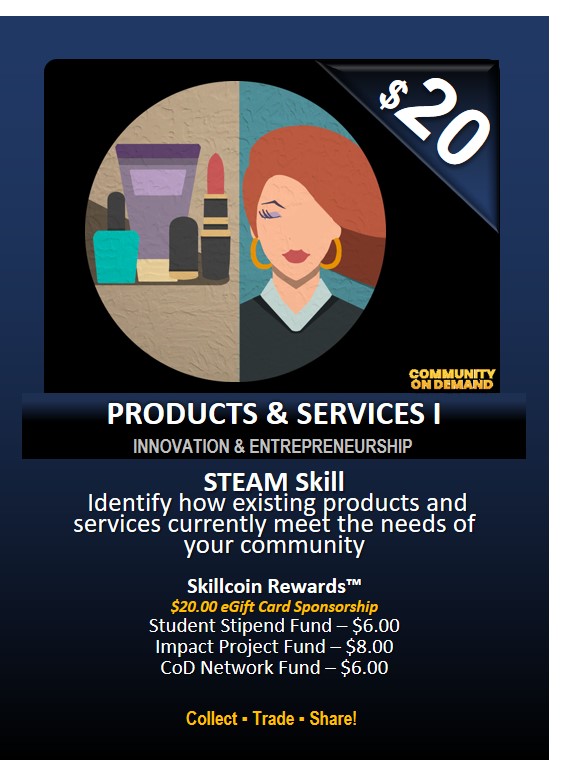 $20
COMMUNITY
ON DEMAND
PRODUCTS & SERVICES I
INNOVATION & ENTREPRENEURSHIP
STEAM Skill
Identify how existing products and
services currently meet the needs of
your community
Skillcoin Rewards™
$20.00 eGift Card Sponsorship
Student Stipend Fund – $6.00
Impact Project Fund – $8.00
CoD Network Fund – $6.00
Collect ▪ Trade ▪ Share!